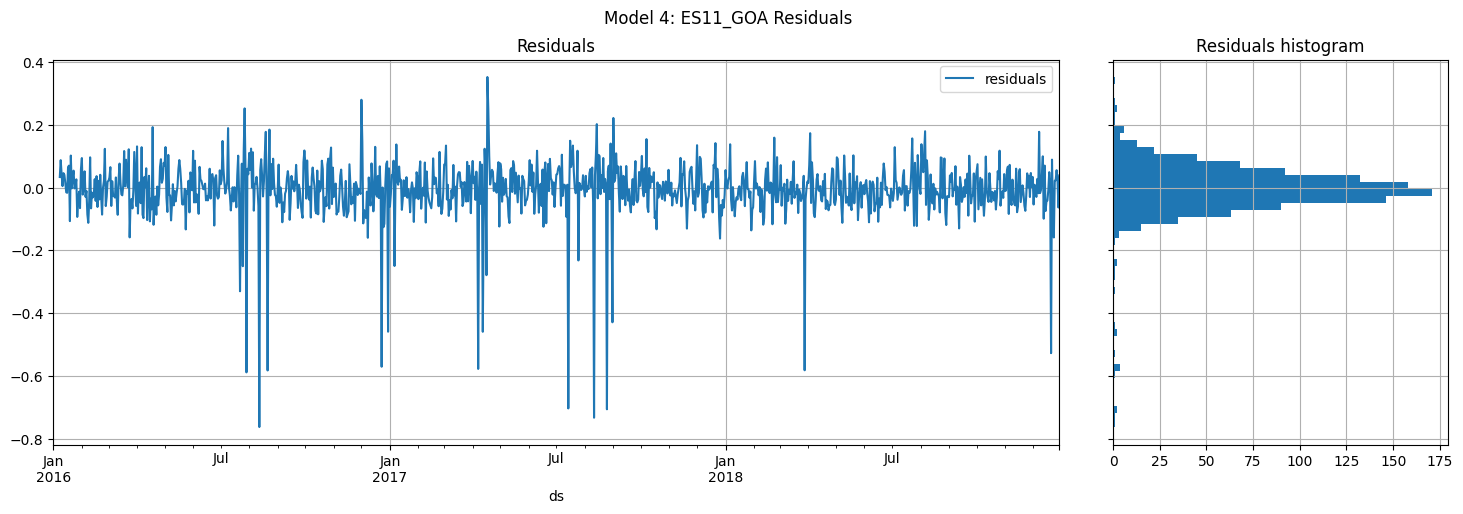 Model 4: ES11_GOA Residuals
Residuals
residuals
0.4
0.2
0.0
−0.2
−0.4
−0.6
−0.8
Jan
2016
Jul
Jan
2017
Jul
Jan
2018
Jul
ds
Residuals histogram
0 25 50 75 100 125 150 175